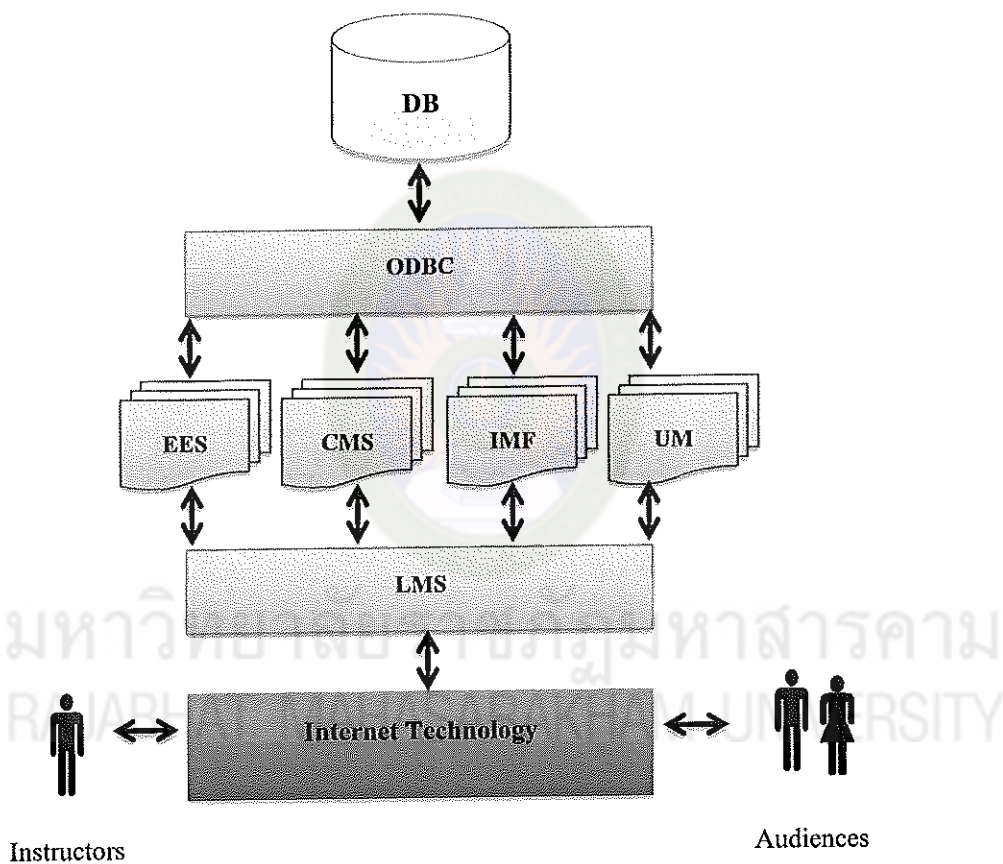 DB
ODBC
EES
CMS
IMF
UM
LMS
มหาวิทยาลัยราชภัฏมหาสารคาม
Internet Technology
RAJABHAT MAHASARAKHAM UNIVERSITY
Instructors
Audiences